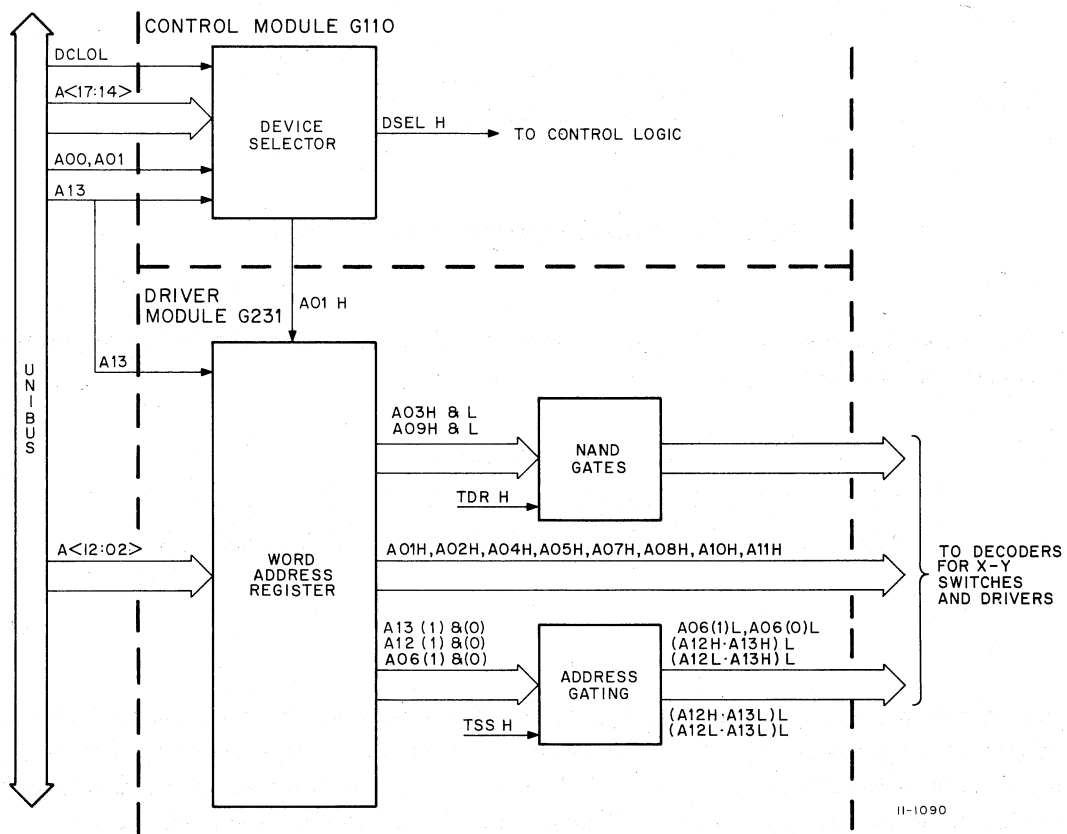 CONTROL MODULE G110
DCLOL
A<17:14>
A00, A01
A13
DEVICE
SELECTOR
DSEL H
TO CONTROL LOGIC
DRIVER
MODULE G231
A01 H
UNIBUS
A13
A<12:02>
WORD
ADDRESS
REGISTER
A03H & L
A09H & L
TDR H
NAND
GATES
A01H, A02H, A04H, A05H, A07H, A08H, A10H, A11H
A13 (1) & (0)
A12 (1) & (0)
A06 (1) & (0)
TSS H
ADDRESS
GATING
A06(1)L, A06(0)L
(A12H·A13H) L
(A12L·A13H) L
(A12H·A13L)L
(A12L·A13L)L
TO DECODERS
FOR X-Y
SWITCHES
AND DRIVERS
11-1090